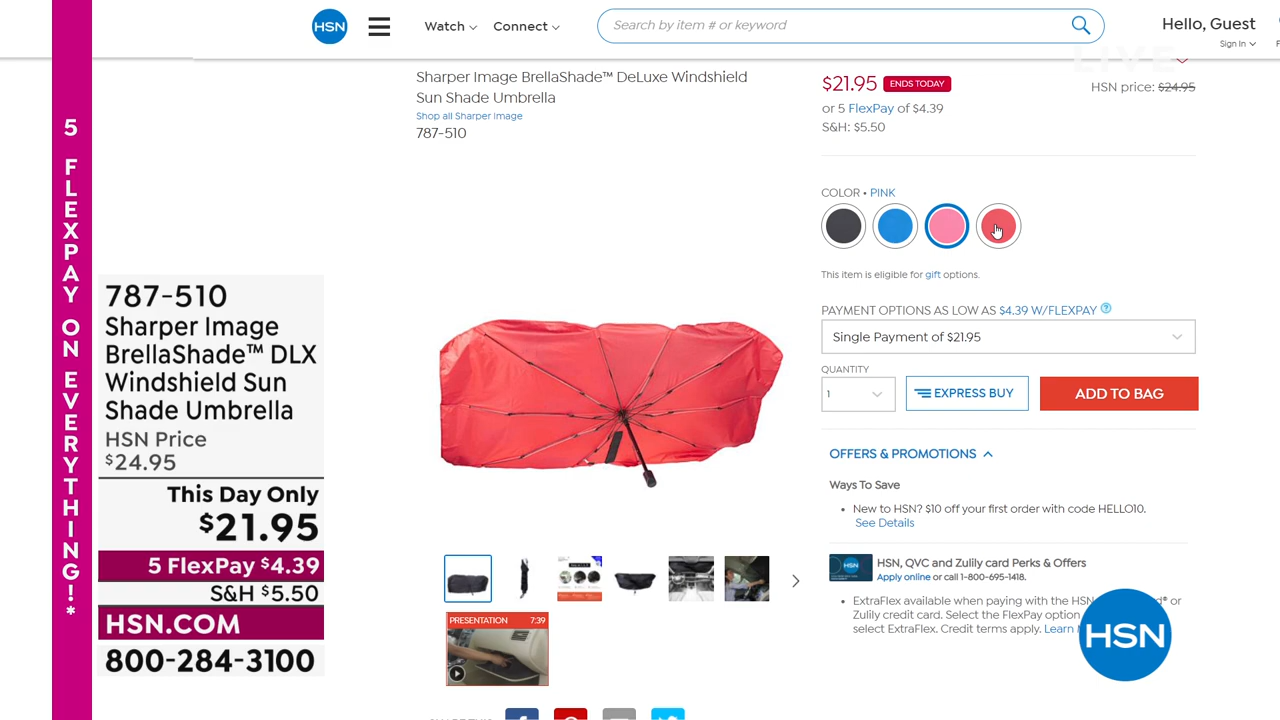 HSN
Watch
Connect
Search by item # or keyword
Hello, Guest
Sign In
LIVE
5 FLEXPAY ON EVERYTHING!*
787-510
Sharper Image
BrellaShade™ DLX
Windshield Sun
Shade Umbrella
HSN Price
$24.95
This Day Only
$21.95
5 FlexPay $4.39
S&H $5.50
HSN.COM
800-284-3100
Sharper Image BrellaShade™ DeLuxe Windshield
Sun Shade Umbrella
Shop all Sharper Image
787-510
PRESENTATION 7:39
$21.95 ENDS TODAY
HSN price: $24.95
or 5 FlexPay of $4.39
S&H: $5.50
COLOR • PINK
This item is eligible for gift options.
PAYMENT OPTIONS AS LOW AS $4.39 W/FLEXPAY ?
Single Payment of $21.95
QUANTITY
1
EXPRESS BUY
ADD TO BAG
OFFERS & PROMOTIONS
Ways To Save
• New to HSN? $10 off your first order with code HELLO10.
See Details
HSN
HSN, QVC and Zulily card Perks & Offers
Apply online or call 1-800-695-1418.
• ExtraFlex available when paying with the HSN or
Zulily credit card. Select the FlexPay option
select ExtraFlex. Credit terms apply. Learn
HSN